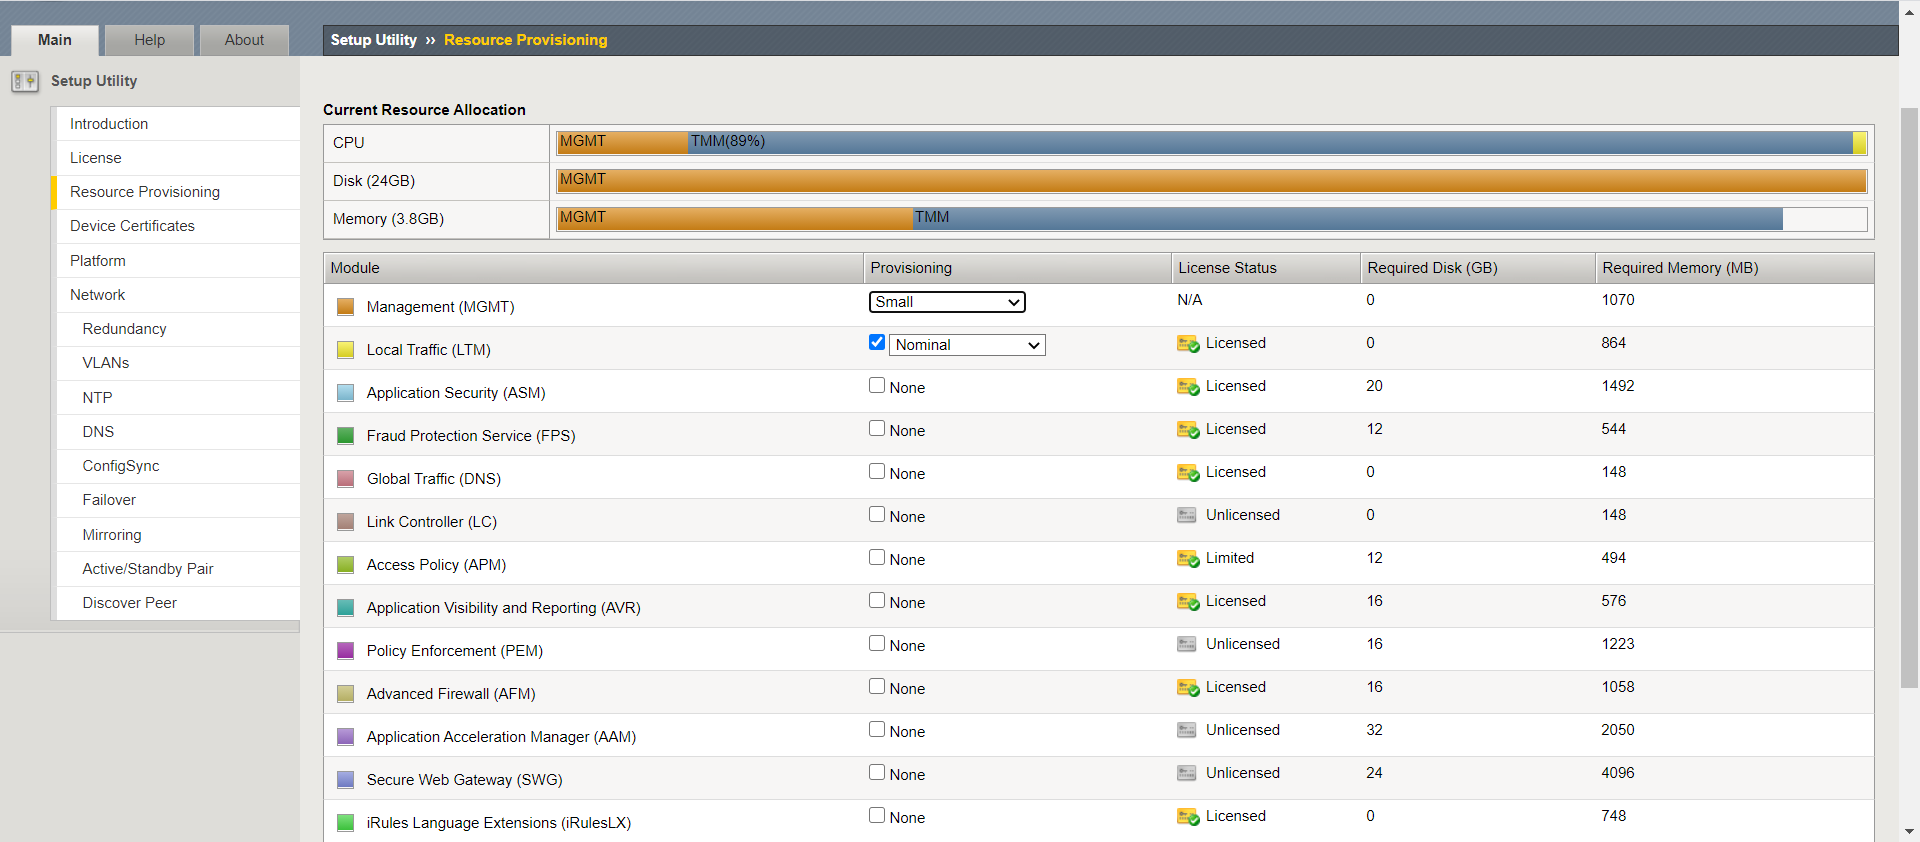 Main
Help
About
Setup Utility ›› Resource Provisioning
Setup Utility
Introduction
License
Resource Provisioning
Device Certificates
Platform
Network
Redundancy
VLANs
NTP
DNS
ConfigSync
Failover
Mirroring
Active/Standby Pair
Discover Peer
Current Resource Allocation
CPU MGMT TMM(89%)
Disk (24GB) MGMT
Memory (3.8GB) MGMT TMM
Module Provisioning License Status Required Disk (GB) Required Memory (MB)
Management (MGMT) Small N/A 0 1070
Local Traffic (LTM) Nominal Licensed 0 864
Application Security (ASM) None Licensed 20 1492
Fraud Protection Service (FPS) None Licensed 12 544
Global Traffic (DNS) None Licensed 0 148
Link Controller (LC) None Unlicensed 0 148
Access Policy (APM) None Limited 12 494
Application Visibility and Reporting (AVR) None Licensed 16 576
Policy Enforcement (PEM) None Unlicensed 16 1223
Advanced Firewall (AFM) None Licensed 16 1058
Application Acceleration Manager (AAM) None Unlicensed 32 2050
Secure Web Gateway (SWG) None Unlicensed 24 4096
iRules Language Extensions (iRulesLX) None Licensed 0 748